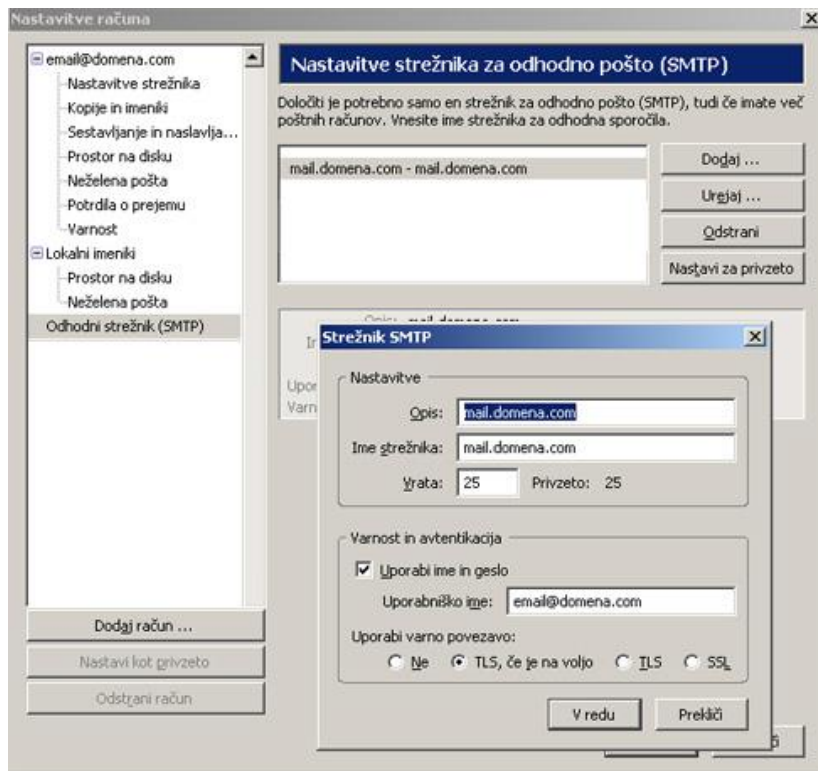 Nastavitve računa
email@domena.com
Nastavitve strežnika
Kopije in imeniki
Sestavljanje in naslavlja...
Prostor na disku
Neželena pošta
Potrdila o prejemu
Varnost
Lokalni imeniki
Prostor na disku
Neželena pošta
Odhodni strežnik (SMTP)
Dodaj račun ...
Nastavi kot privzeto
Odstrani račun
Nastavitve strežnika za odhodno pošto (SMTP)
Določiti je potrebno samo en strežnik za odhodno pošto (SMTP), tudi če imate več
poštnih računov. Vnesite ime strežnika za odhodna sporočila.
mail.domena.com - mail.domena.com
Dodaj ...
Urejaj ...
Odstrani
Nastavi za privzeto
Strežnik SMTP
Nastavitve
Opis: mail.domena.com
Ime strežnika: mail.domena.com
Vrata: 25 Privzeto: 25
Varnost in avtentikacija
Uporabi ime in geslo
Uporabniško ime: email@domena.com
Uporabi varno povezavo:
Ne TLS, če je na voljo TLS SSL
V redu Prekliči